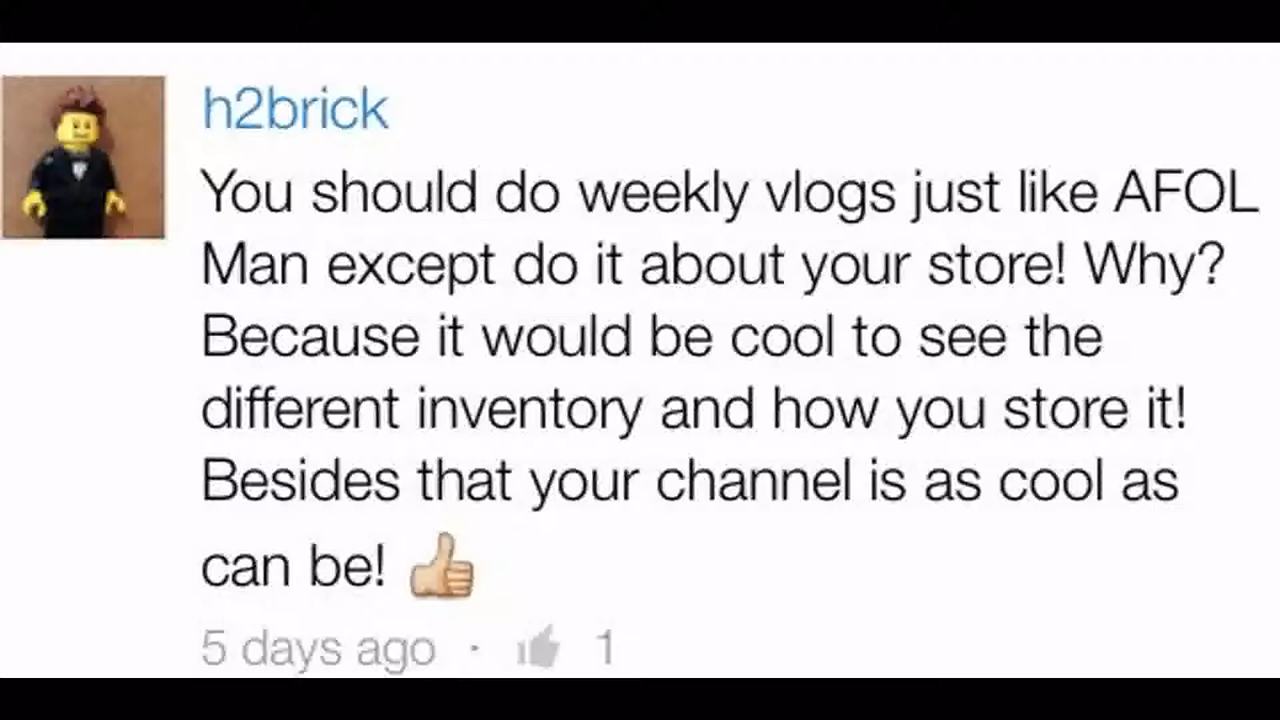 h2brick
You should do weekly vlogs just like AFOL
Man except do it about your store! Why?
Because it would be cool to see the
different inventory and how you store it!
Besides that your channel is as cool as
can be! 👍🏼
5 days ago · 1